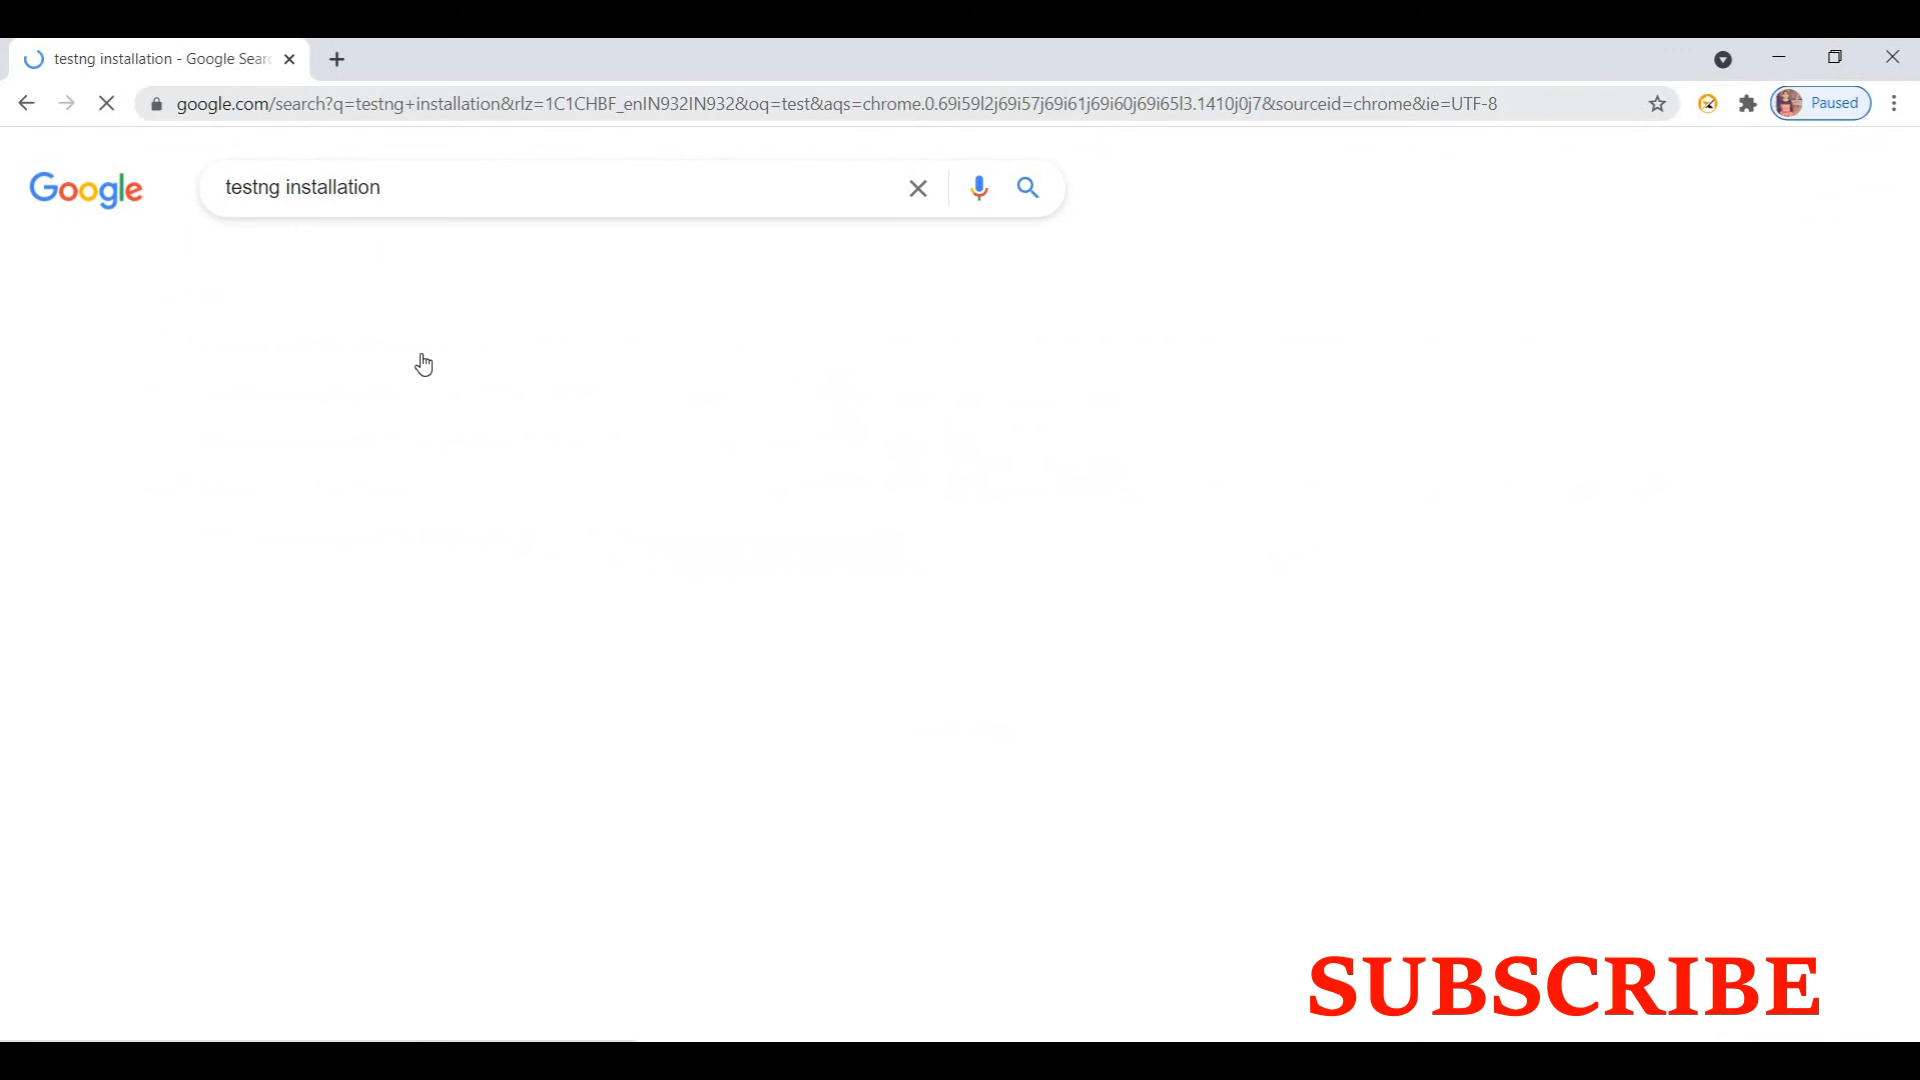 testng installation - Google Sear
google.com/search?q=testng+installation&rlz=1C1CHBF_enIN932IN932&oq=test&aqs=chrome.0.69i59l2j69i57j69i61j69i60j69i65l3.1410j0j7&sourceid=chrome&ie=UTF-8
Paused
Google
testng installation
SUBSCRIBE